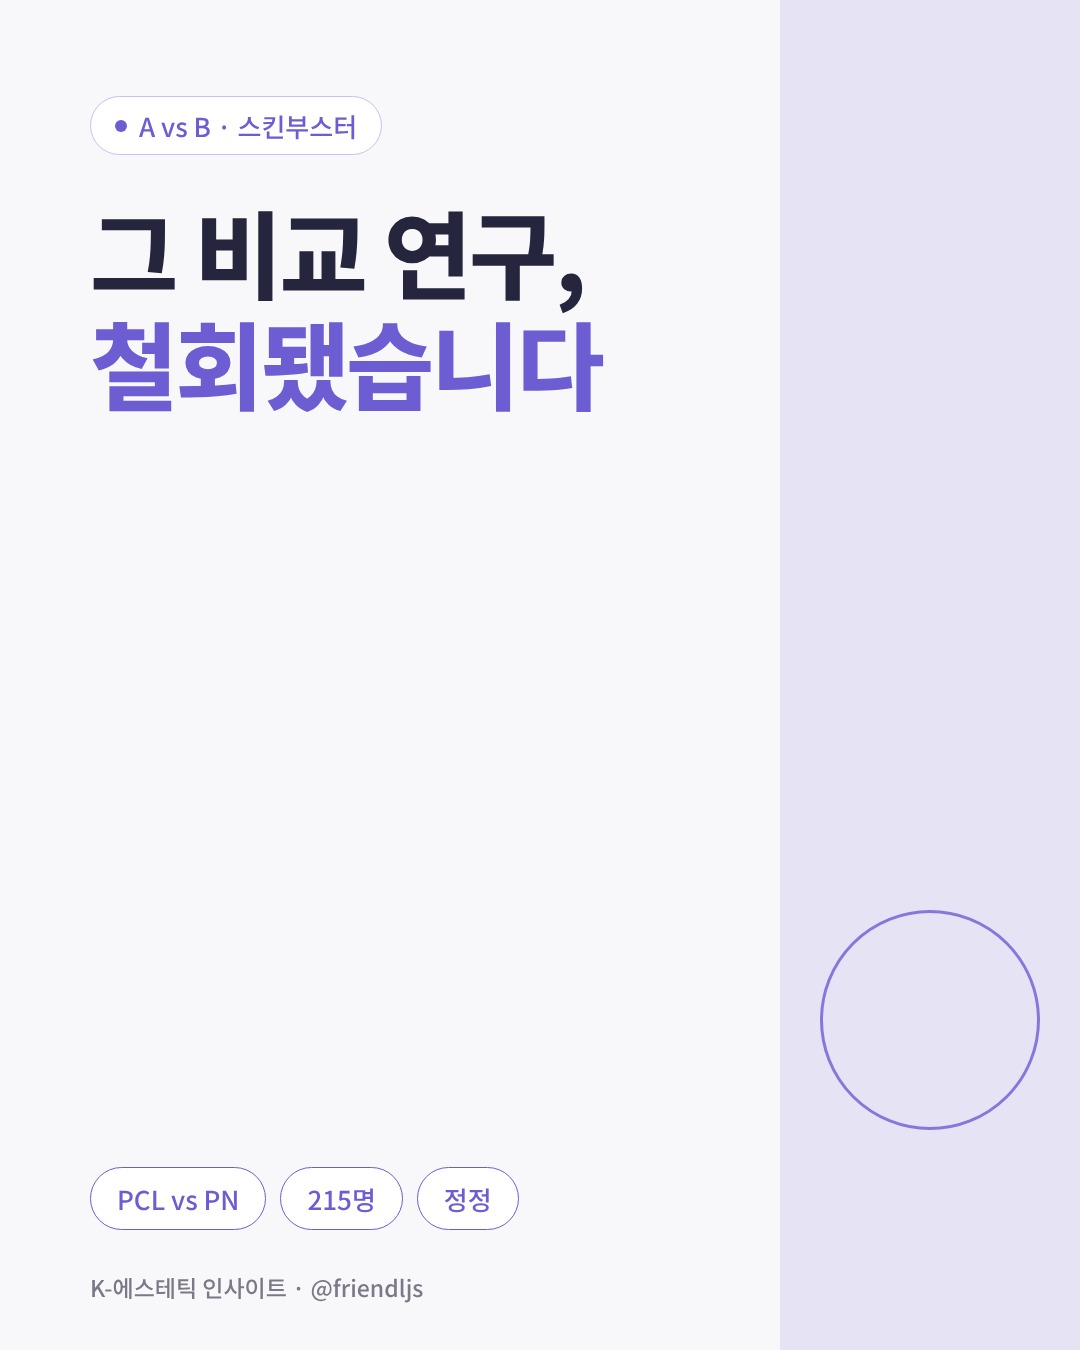 A vs B · 스킨부스터
그 비교 연구,
철회됐습니다
PCL vs PN
215명
정정
K-에스테틱 인사이트 · @friendljs